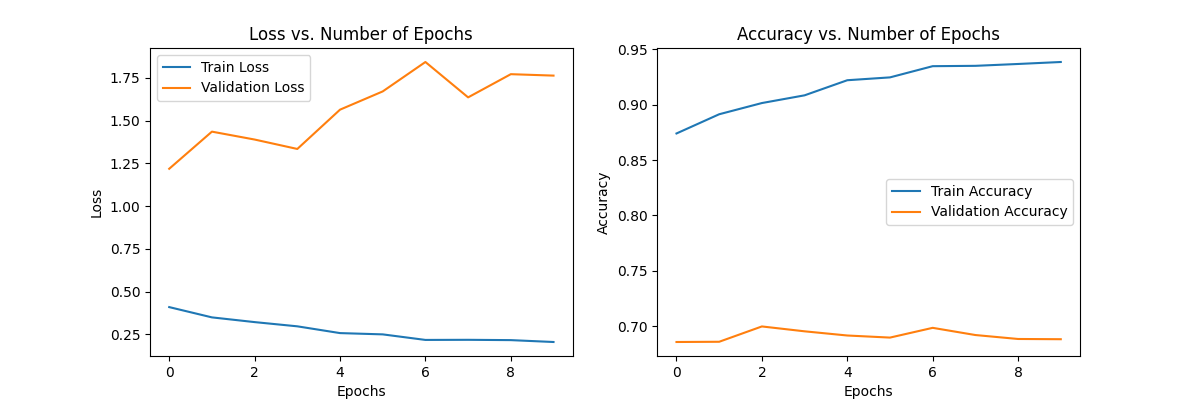 Loss vs. Number of Epochs
Train Loss
Validation Loss
1.75
1.50
1.25
1.00
0.75
0.50
0.25
Loss
0 2 4 6 8
Epochs
Accuracy vs. Number of Epochs
0.95
0.90
0.85
0.80
0.75
0.70
Accuracy
Train Accuracy
Validation Accuracy
0 2 4 6 8
Epochs